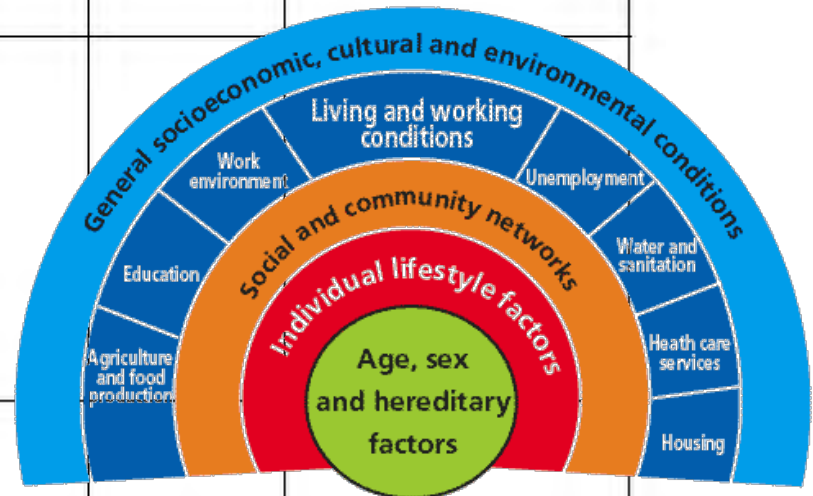 General socioeconomic, cultural and environmental conditions
Living and working
conditions
Work
environment
Unemployment
Education
Water and
sanitation
Agriculture
and food
production
Heath care
services
Housing
Social and community networks
Individual lifestyle factors
Age, sex
and hereditary
factors